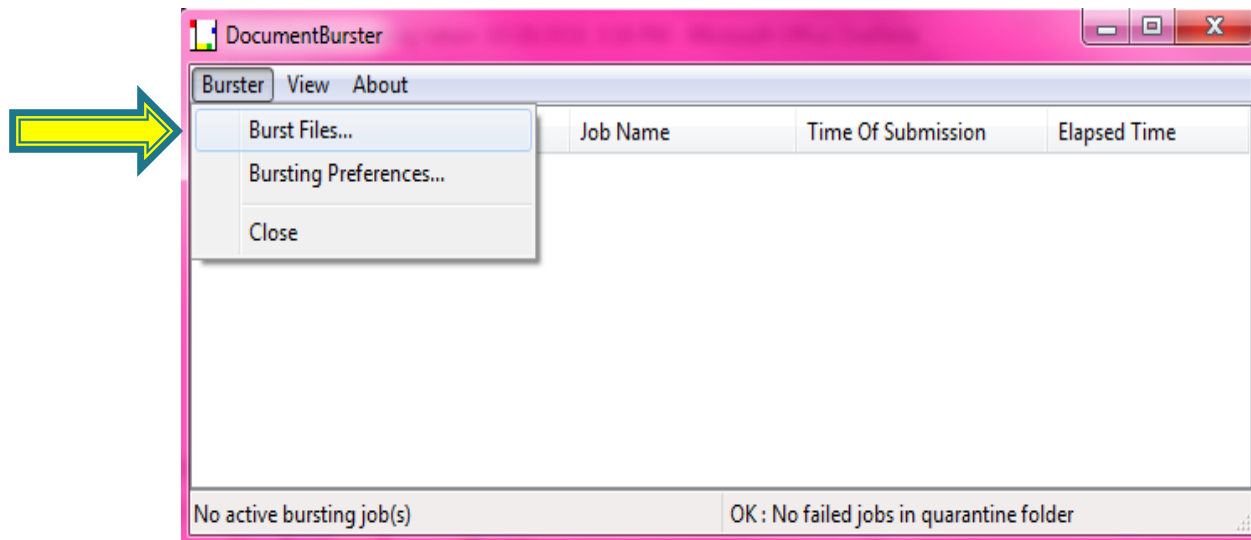 DocumentBurster
Burster View About
Burst Files... Job Name Time Of Submission Elapsed Time
Bursting Preferences...
Close
No active bursting job(s) OK : No failed jobs in quarantine folder